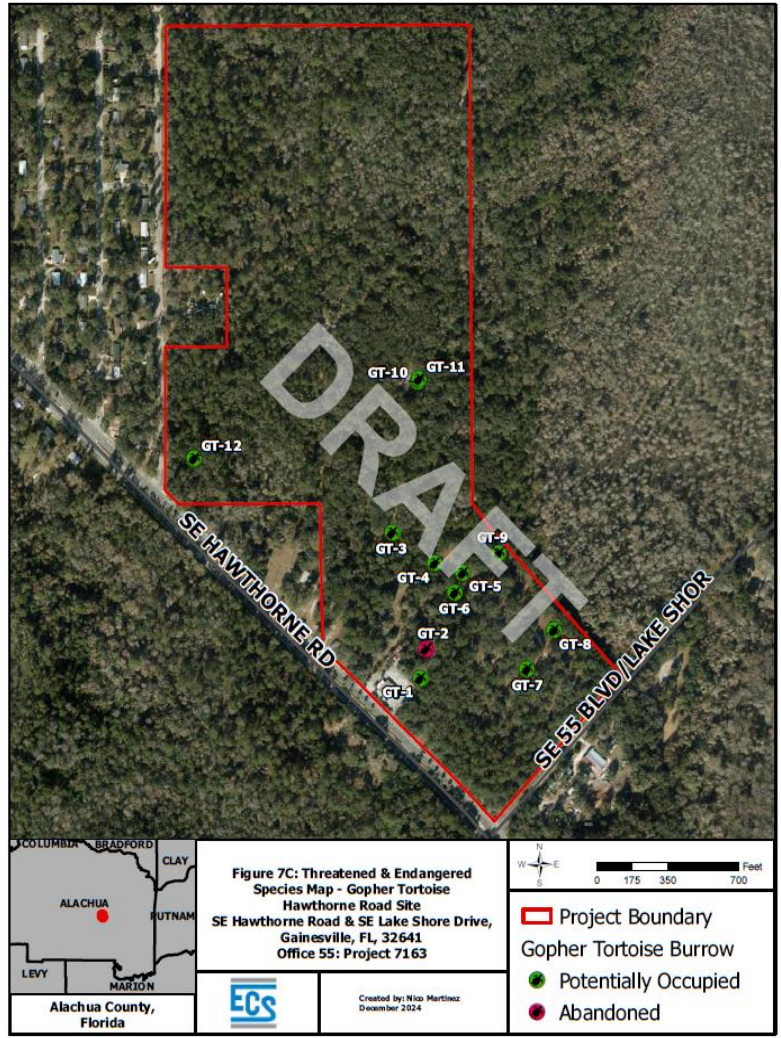 GT-10
GT-11
GT-12
DRAFT
GT-3
GT-9
GT-4
GT-5
GT-6
GT-2
GT-8
GT-1
GT-7
SE HAWTHORNE RD
SE 55 BLVD/LAKE SHOR
COLUMBIA
BRADFORD
CLAY
ALACHUA
PUTNAM
LEVY
MARION
Alachua County,
Florida
Figure 7C: Threatened & Endangered
Species Map - Gopher Tortoise
Hawthorne Road Site
SE Hawthorne Road & SE Lake Shore Drive,
Gainesville, FL, 32641
Office 55: Project 7163
ECS
Created by: Nico Martinez
December 2024
N
W E
S
Feet
0 175 350 700
Project Boundary
Gopher Tortoise Burrow
Potentially Occupied
Abandoned